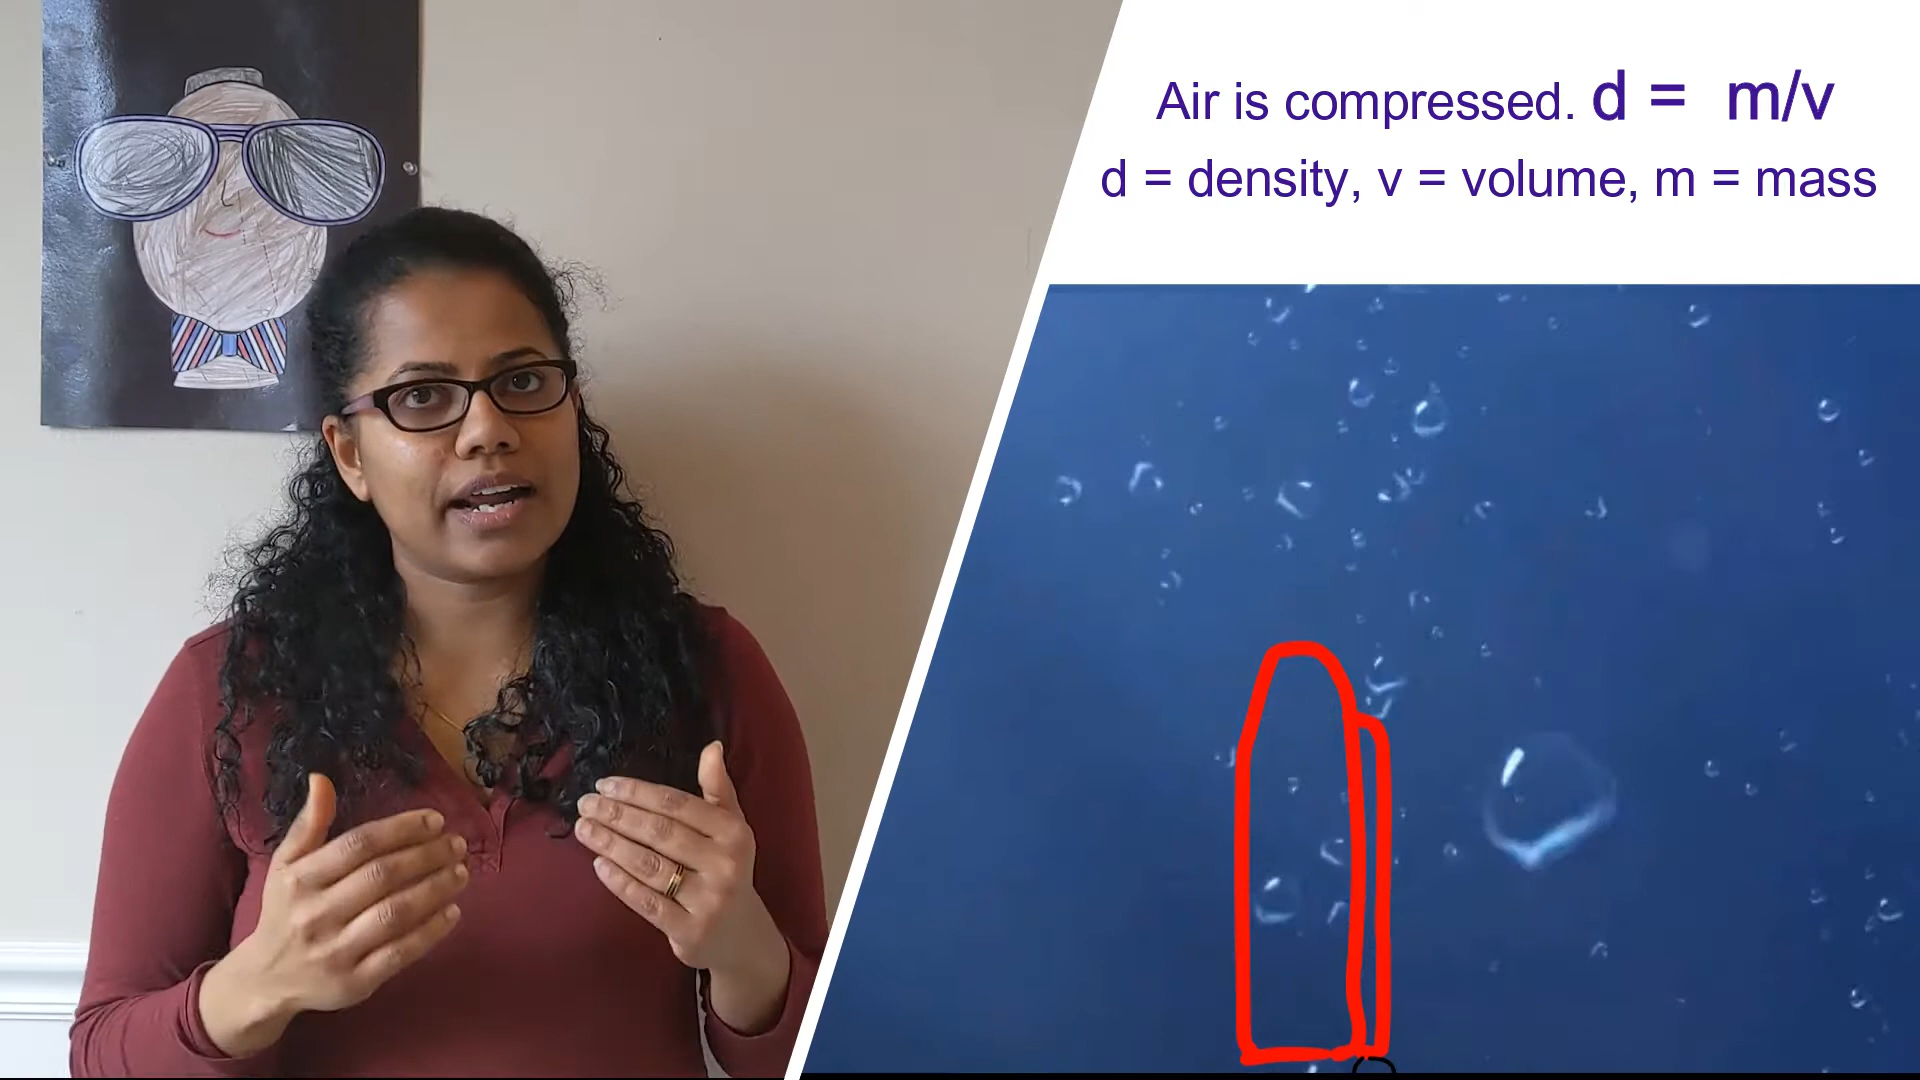 Air is compressed. d = m/v
d = density, v = volume, m = mass